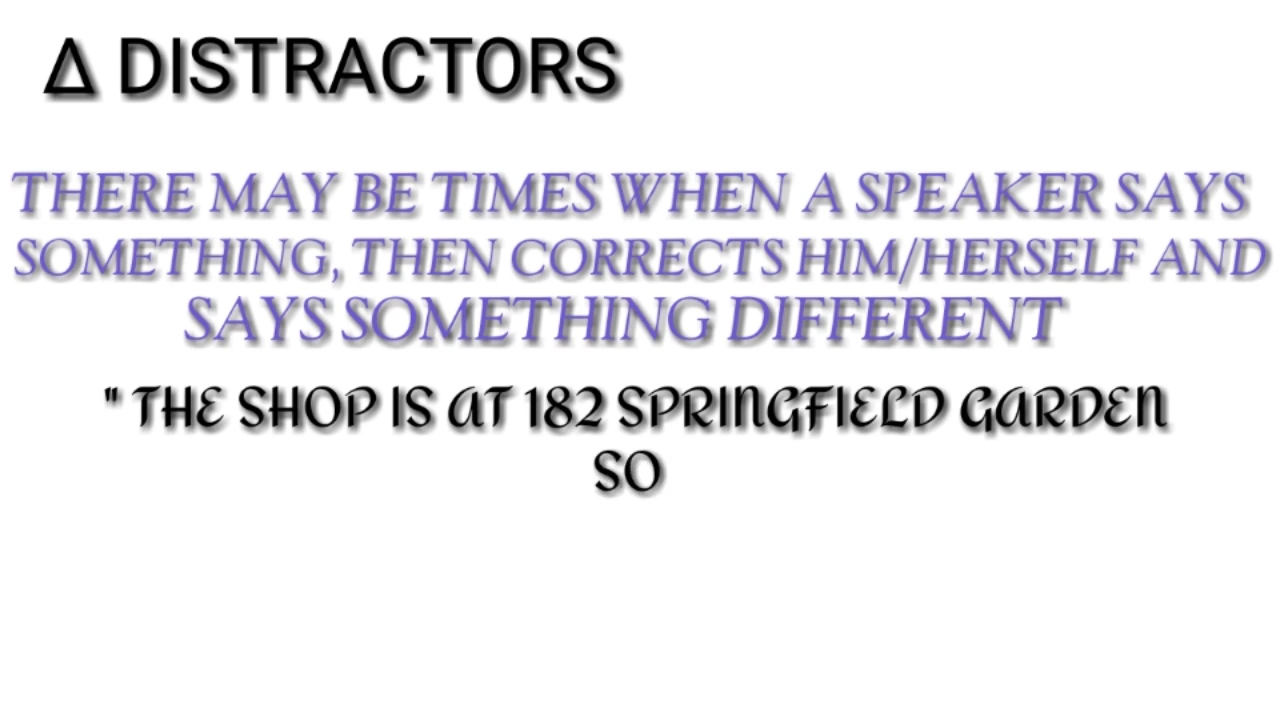 Δ DISTRACTORS
THERE MAY BE TIMES WHEN A SPEAKER SAYS
SOMETHING, THEN CORRECTS HIM/HERSELF AND
SAYS SOMETHING DIFFERENT
" THE SHOP IS AT 182 SPRINGFIELD GARDEN
SO